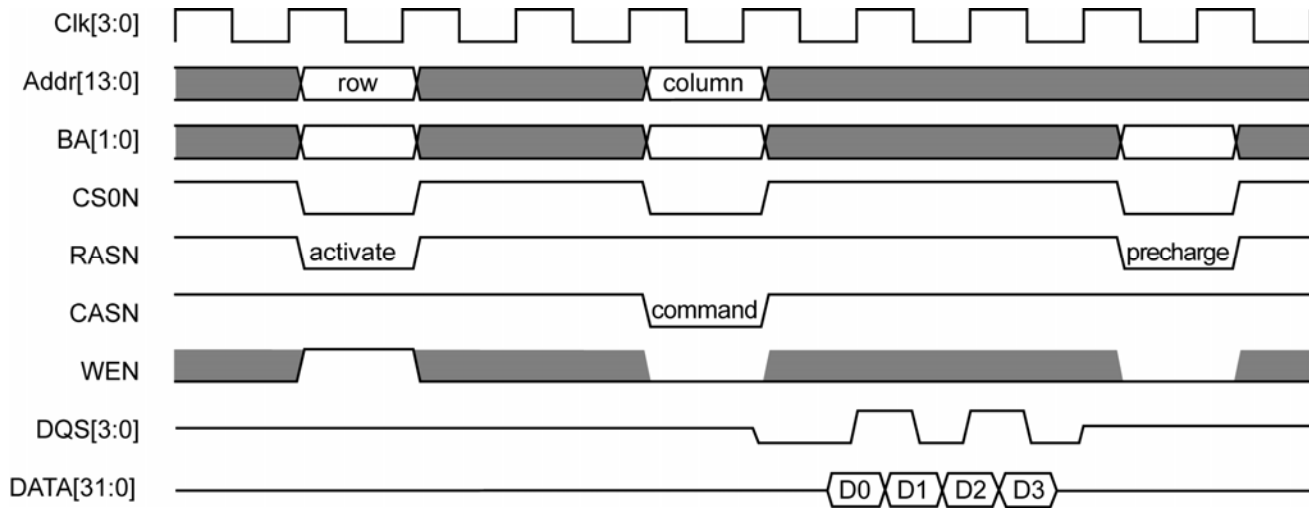 Clk[3:0]
Addr[13:0] row column
BA[1:0]
CS0N
RASN activate precharge
CASN command
WEN
DQS[3:0]
DATA[31:0] D0 D1 D2 D3